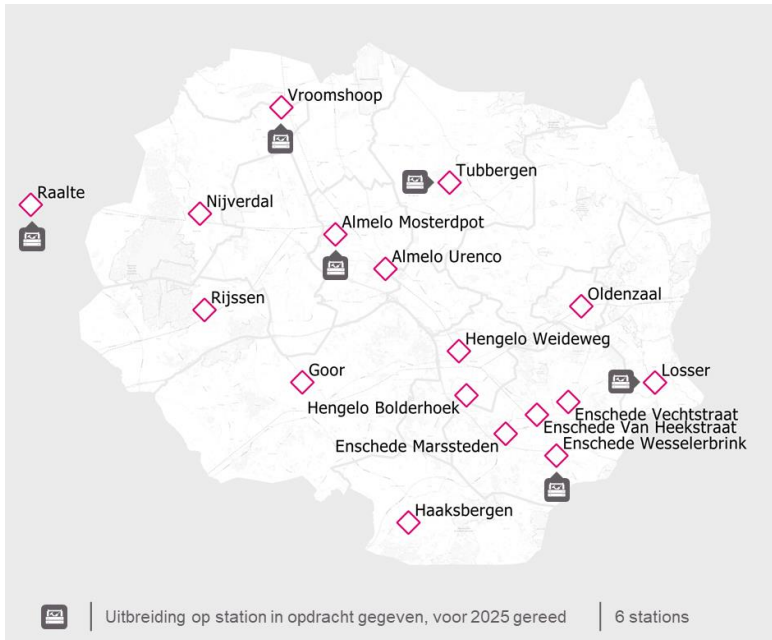 Vroomshoop
Tubbergen
Raalte
Nijverdal
Almelo Mosterdpot
Almelo Urenco
Oldenzaal
Rijssen
Hengelo Weideweg
Goor
Losser
Hengelo Bolderhoek
Enschede Vechtstraat
Enschede Van Heekstraat
Enschede Marssteden
Enschede Wesselerbrink
Haaksbergen
Uitbreiding op station in opdracht gegeven, voor 2025 gereed
6 stations